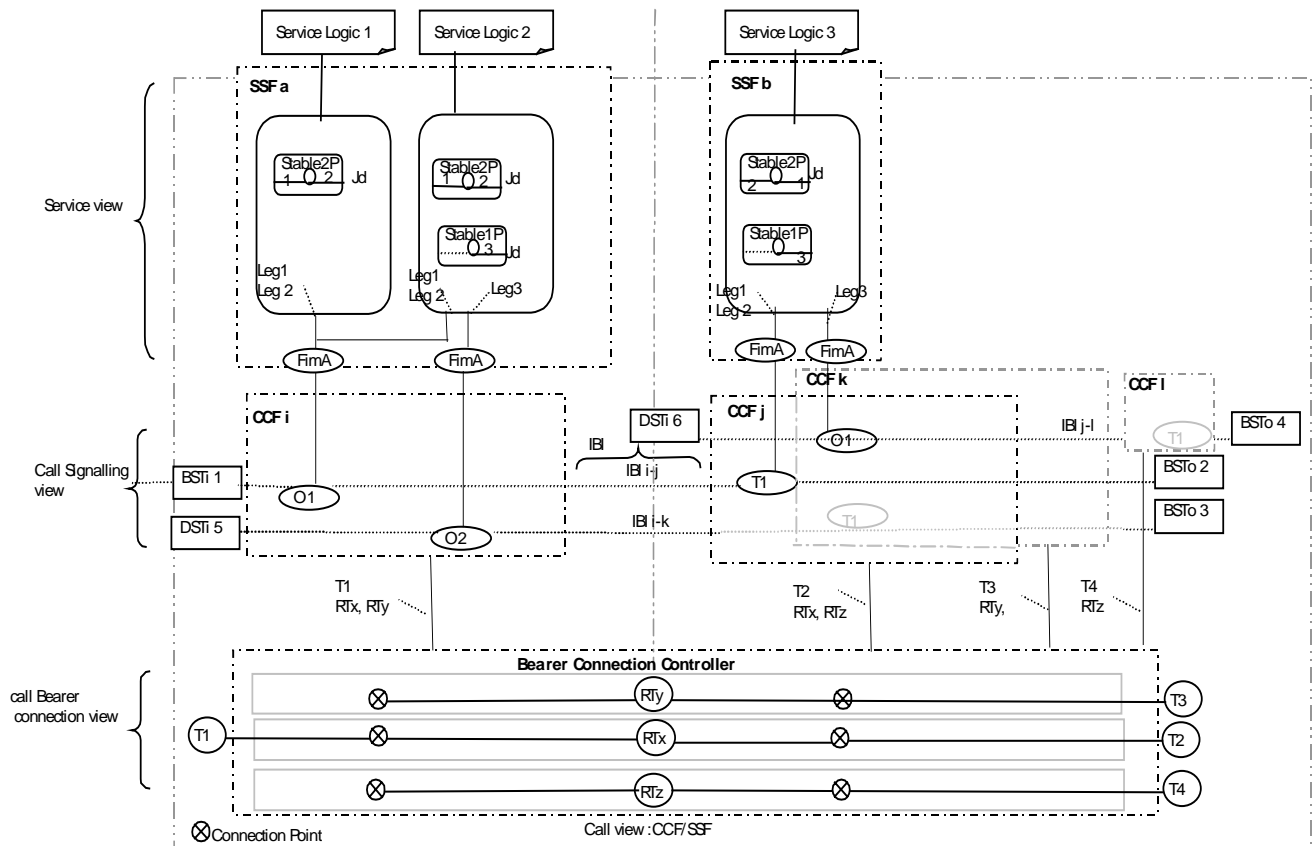 Service Logic 1
Service Logic 2
Service Logic 3
SSF a
SSF b
Stable2P
1 2
Jd
Stable2P
1 2
Jd
Stable2P
2 1
Jd
Service view
Stable1P
3
Jd
Stable1P
3
Leg1
Leg 2
Leg1
Leg 2
Leg3
Leg1
Leg 2
Leg3
FimA
FimA
FimA
FimA
CCF k
CCF l
CCF i
CCF j
DSTi 6
O1
IBI j-l
T1
BSTo 4
IBI
Call Signalling
view
BSTi 1
IBI i-j
BSTo 2
O1
T1
DSTi 5
O2
IBI i-k
T1
BSTo 3
T1
RTx, RTy
T2
RTx, RTz
T3
RTy,
T4
RTz
Bearer Connection Controller
call Bearer
connection view
RTy
T3
T1
RTx
T2
RTz
T4
Connection Point
Call view : CCF/SSF